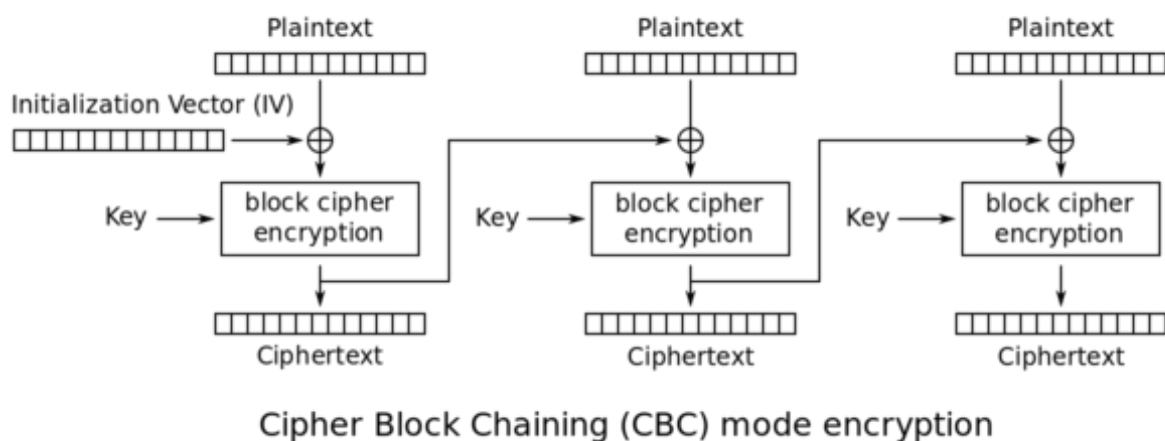 Plaintext
Plaintext
Plaintext
Initialization Vector (IV)
Key
block cipher
encryption
Key
block cipher
encryption
Key
block cipher
encryption
Ciphertext
Ciphertext
Ciphertext
Cipher Block Chaining (CBC) mode encryption